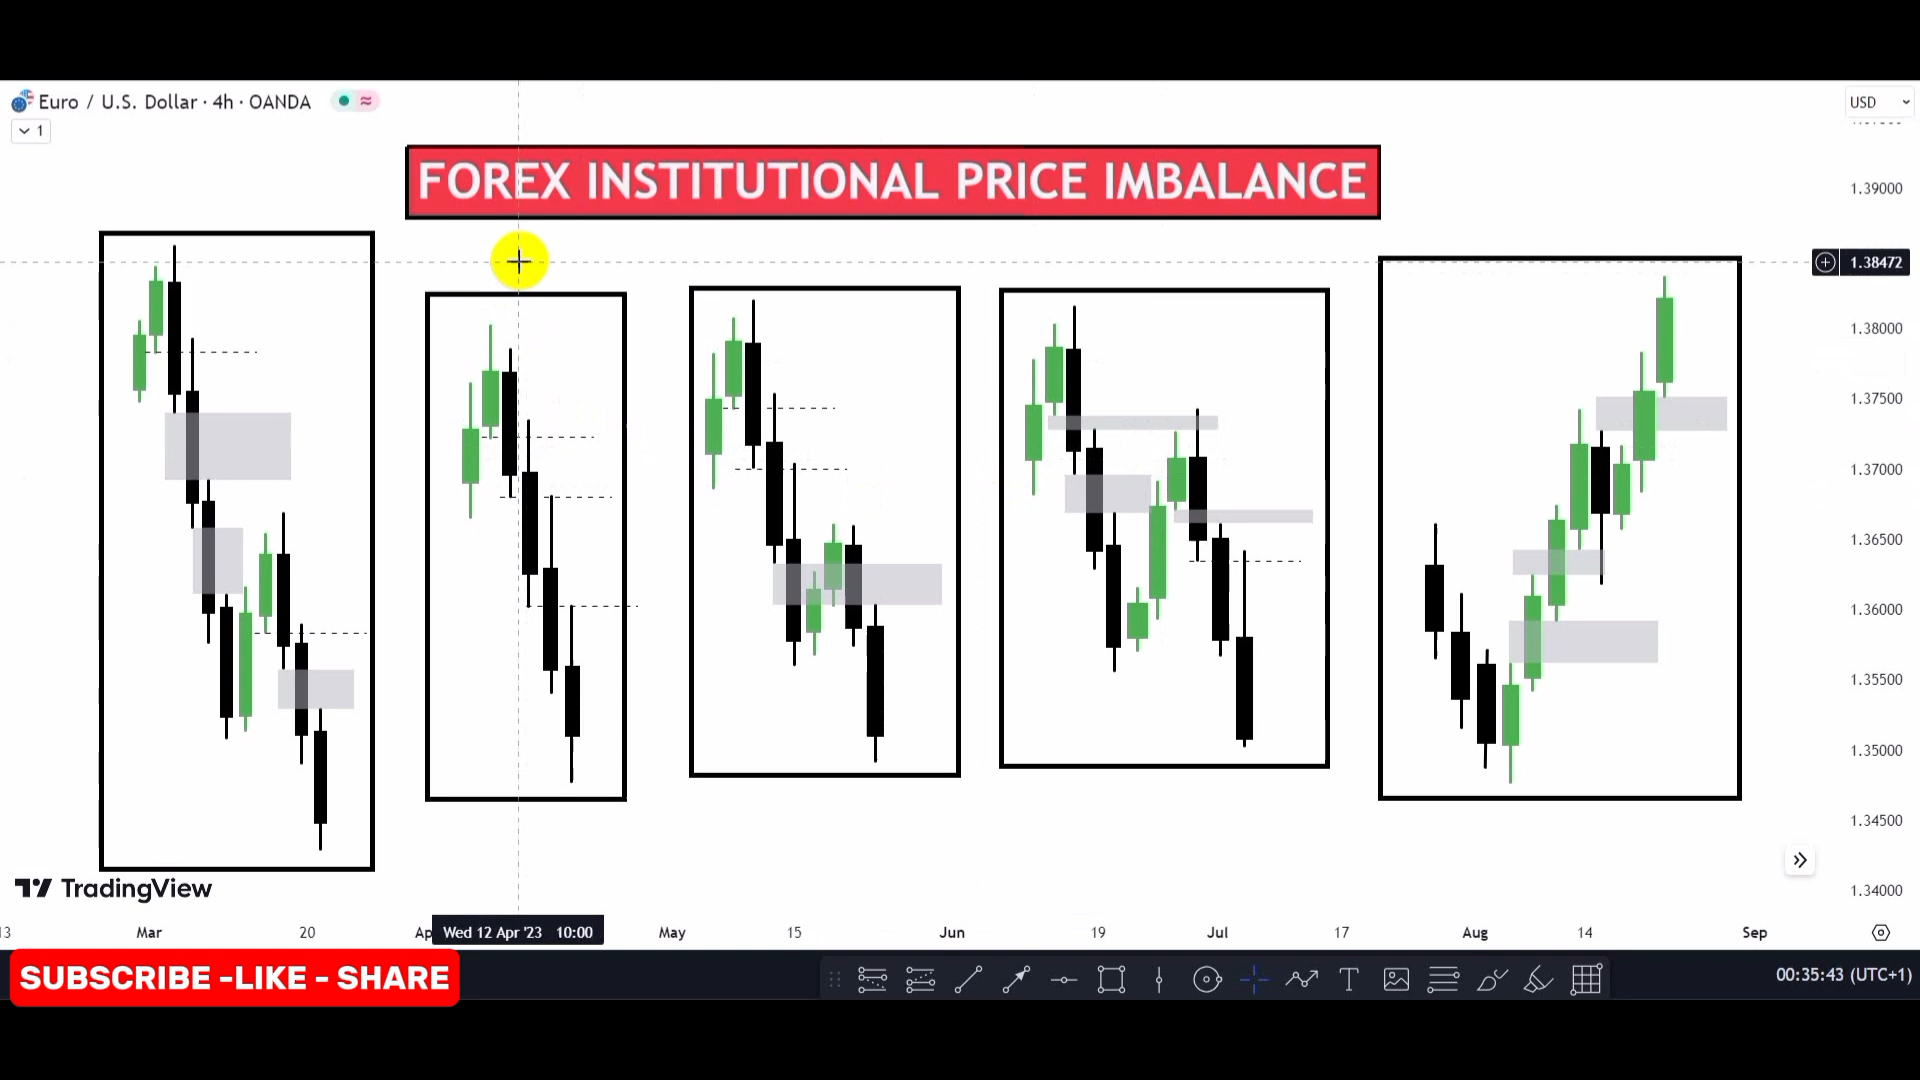 Euro / U.S. Dollar · 4h · OANDA
USD
1
FOREX INSTITUTIONAL PRICE IMBALANCE
1.39000
1.38472
1.38000
1.37500
1.37000
1.36500
1.36000
1.35500
1.35000
1.34500
1.34000
TradingView
13 Mar 20 Ap Wed 12 Apr '23 10:00 May 15 Jun 19 Jul 17 Aug 14 Sep
SUBSCRIBE -LIKE - SHARE
T
00:35:43 (UTC+1)